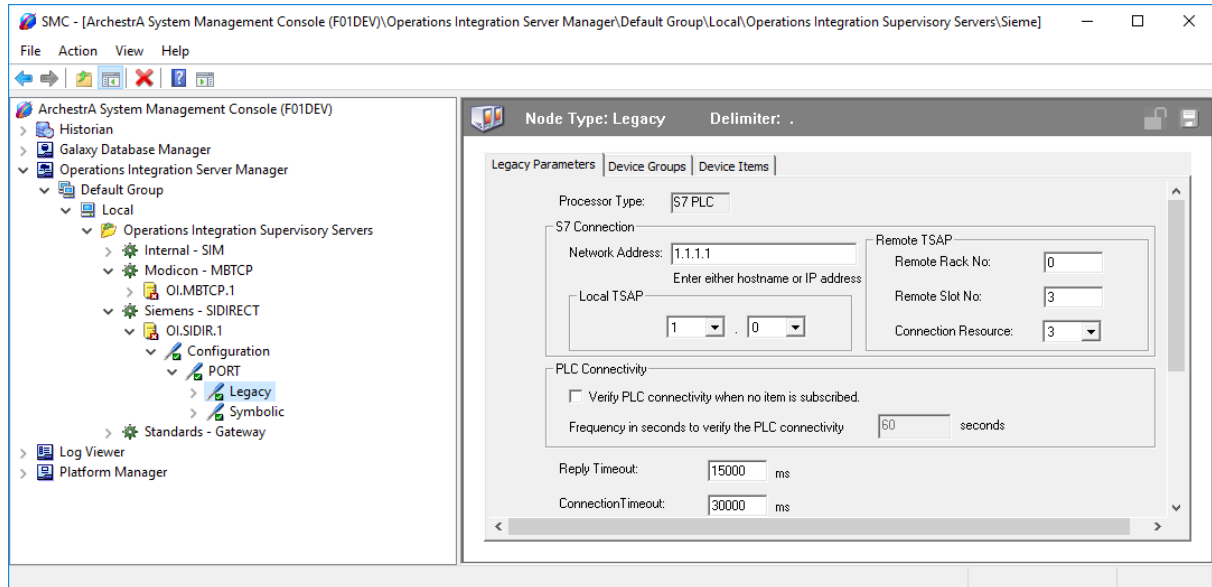 SMC - [ArchestrA System Management Console (F01DEV)\Operations Integration Server Manager\Default Group\Local\Operations Integration Supervisory Servers\Sieme]
File Action View Help
ArchestrA System Management Console (F01DEV)
Historian
Galaxy Database Manager
Operations Integration Server Manager
Default Group
Local
Operations Integration Supervisory Servers
Internal - SIM
Modicon - MBTCP
OI.MBTCP.1
Siemens - SIDIRECT
OI.SIDIR.1
Configuration
PORT
Legacy
Symbolic
Standards - Gateway
Log Viewer
Platform Manager
Node Type: Legacy Delimiter: .
Legacy Parameters Device Groups Device Items
Processor Type: S7 PLC
S7 Connection
Network Address: 1.1.1.1
Enter either hostname or IP address
Local TSAP
1 . 0
Remote TSAP
Remote Rack No: 0
Remote Slot No: 3
Connection Resource: 3
PLC Connectivity
Verify PLC connectivity when no item is subscribed.
Frequency in seconds to verify the PLC connectivity 60 seconds
Reply Timeout: 15000 ms
ConnectionTimeout: 30000 ms